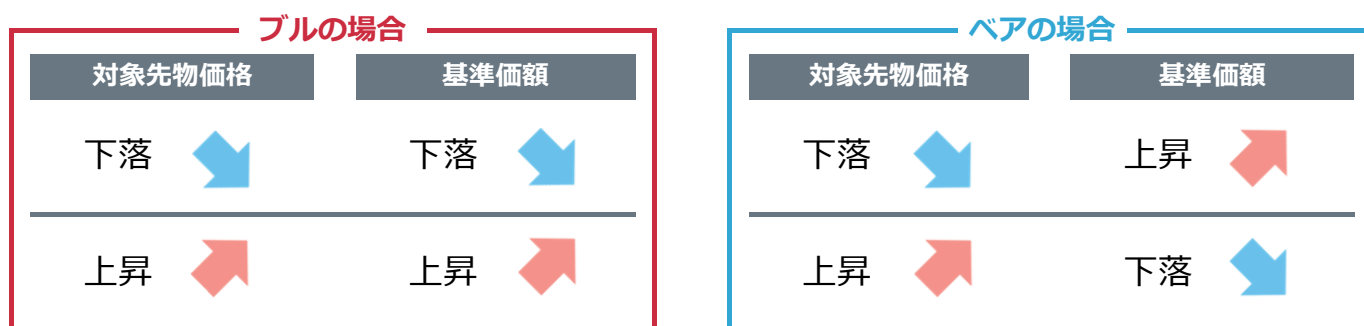 ブルの場合
対象先物価格 基準価額
下落 下落
上昇 上昇
ベアの場合
対象先物価格 基準価額
下落 上昇
上昇 下落